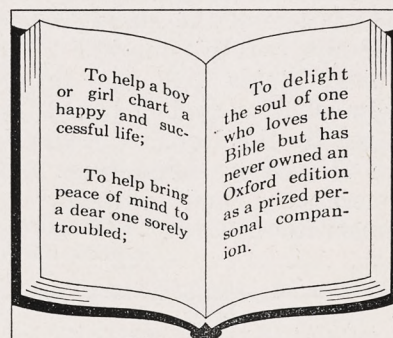 To help a boy
or girl chart a
happy and suc-
cessful life;
To help bring
peace of mind to
a dear one sorely
troubled;
To delight
the soul of one
who loves the
Bible but has
never owned an
Oxford edition
as a prized per-
sonal compan-
ion.